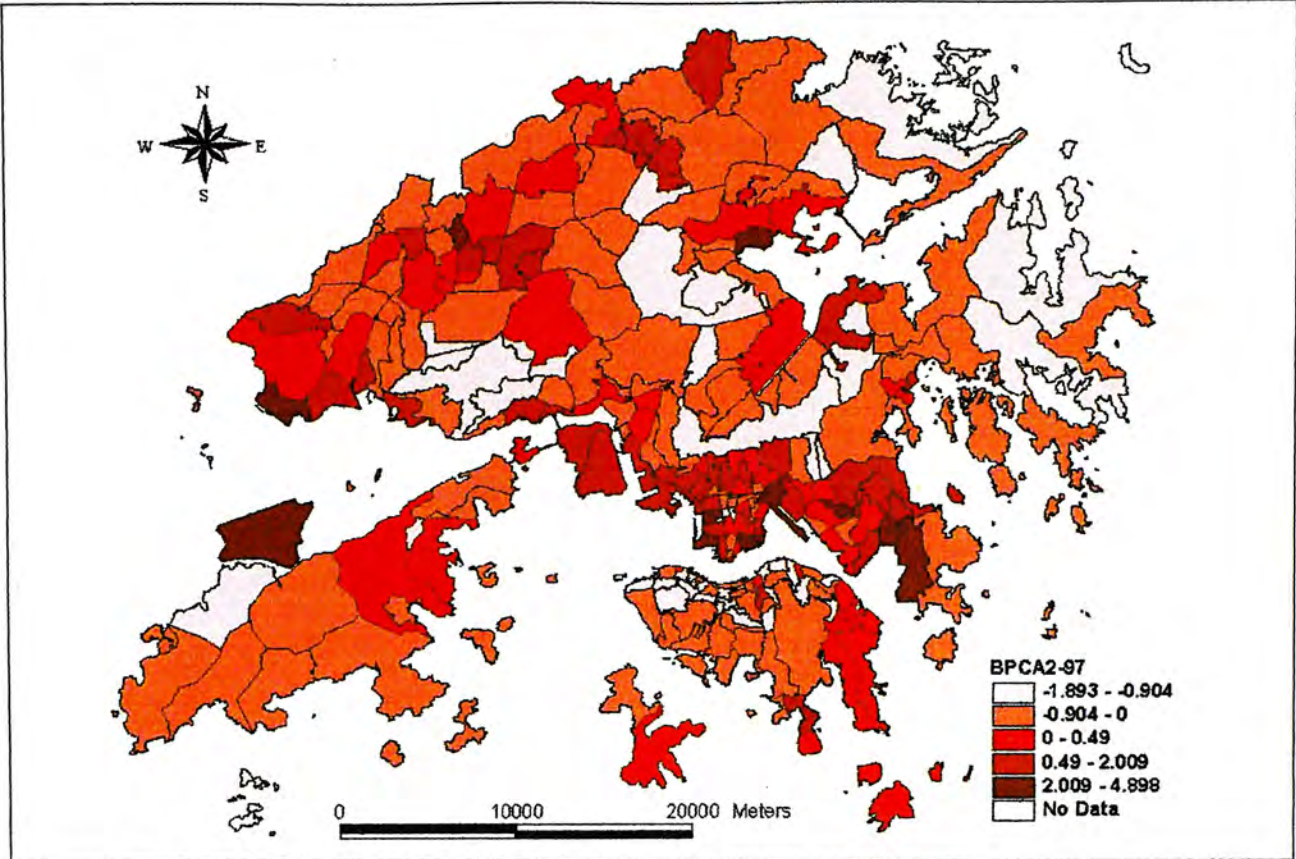 N
W E
S
BPCA2-97
-1.893 - -0.904
-0.904 - 0
0 - 0.49
0.49 - 2.009
2.009 - 4.898
No Data
0 10000 20000 Meters